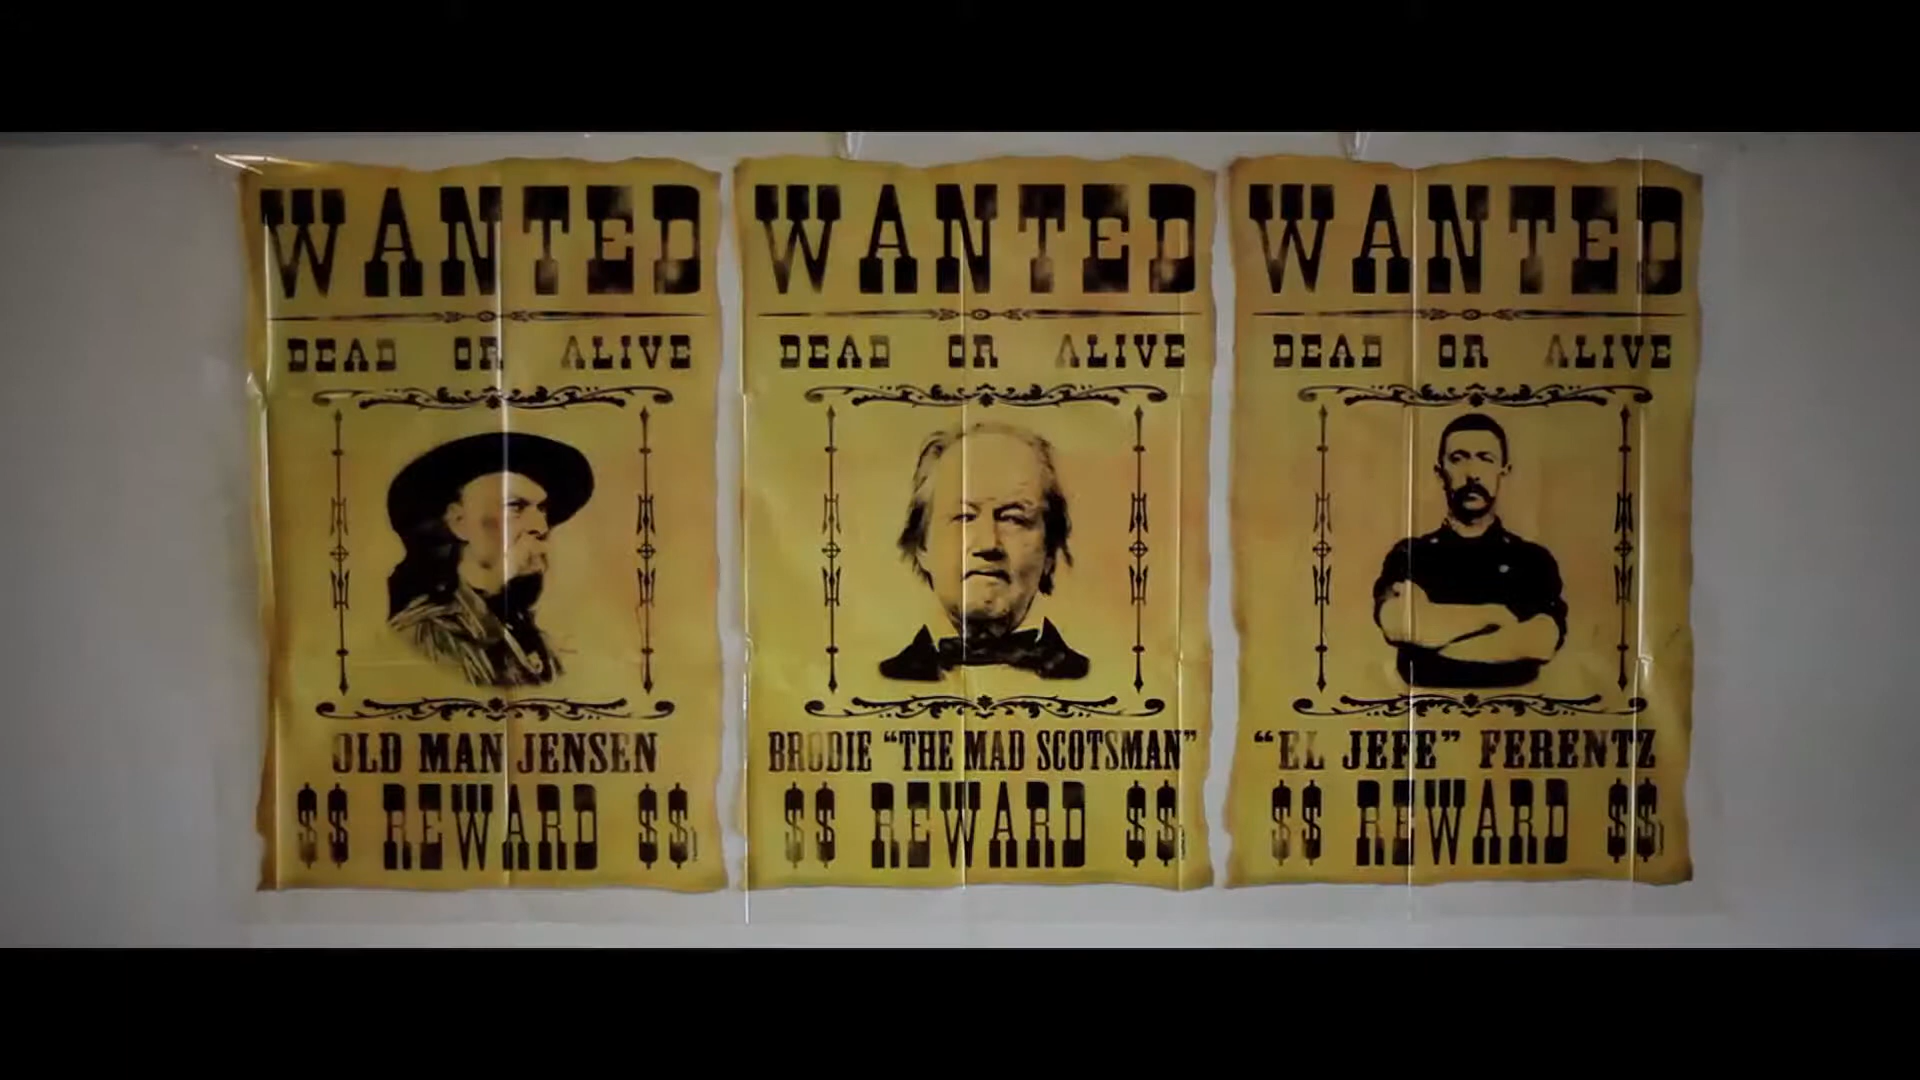 WANTED
DEAD OR ALIVE
OLD MAN JENSEN
$$ REWARD $$
WANTED
DEAD OR ALIVE
BRODIE “THE MAD SCOTSMAN”
$$ REWARD $$
WANTED
DEAD OR ALIVE
“EL JEFE” FERENTZ
$$ REWARD $$